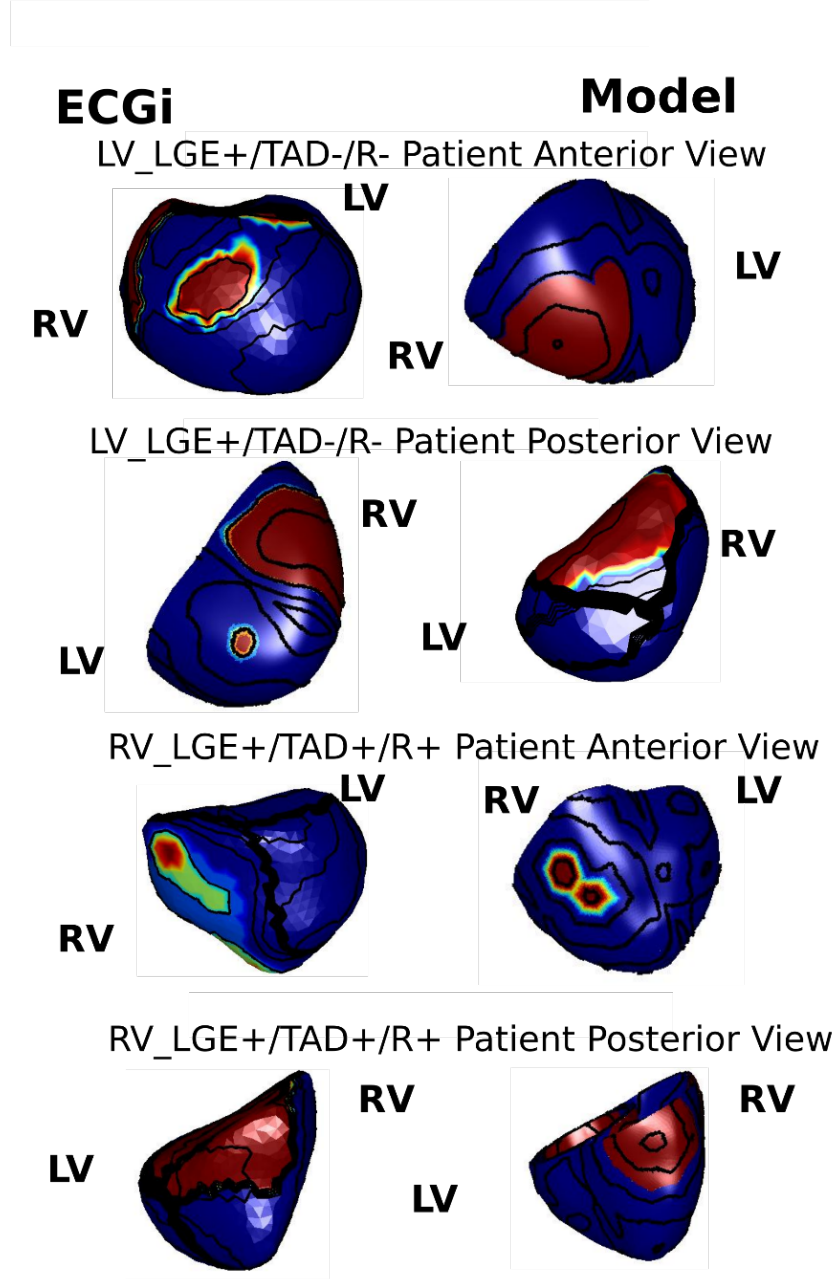 ECGi Model
LV_LGE+/TAD-/R- Patient Anterior View
LV
LV
RV
RV
LV_LGE+/TAD-/R- Patient Posterior View
RV
RV
LV
LV
RV_LGE+/TAD+/R+ Patient Anterior View
LV
RV
LV
RV
RV_LGE+/TAD+/R+ Patient Posterior View
RV
RV
LV
LV